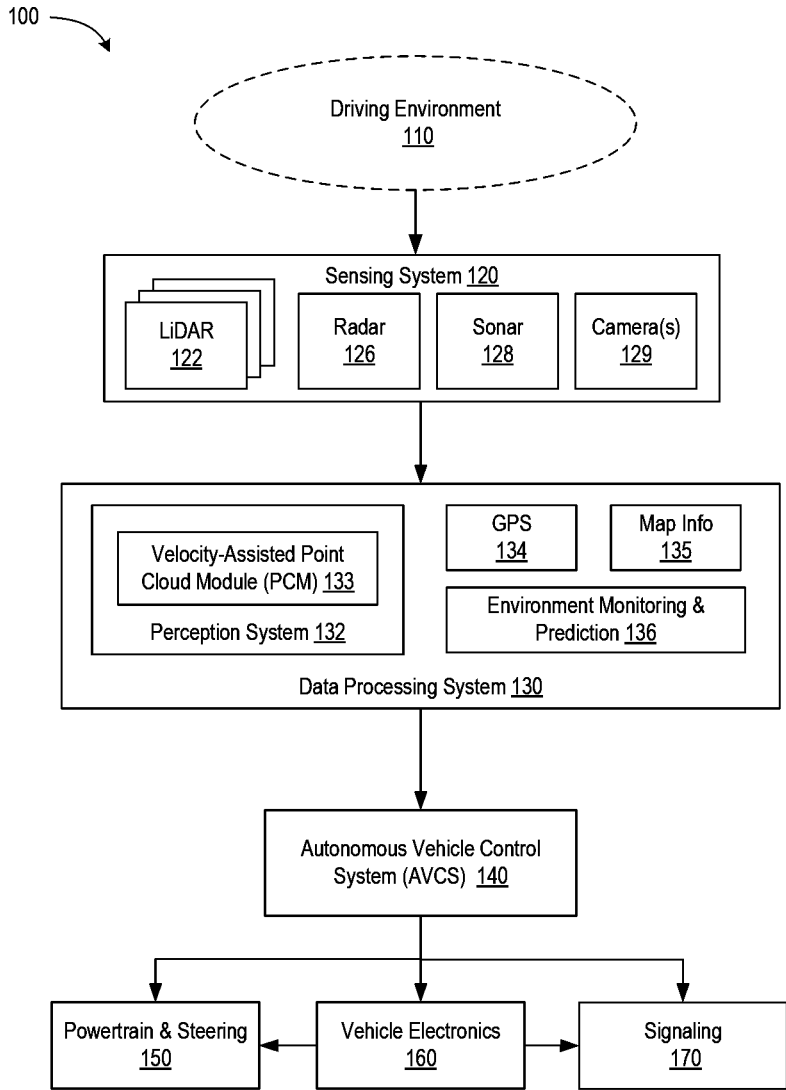 100
Driving Environment
110
Sensing System 120
LiDAR
122
Radar
126
Sonar
128
Camera(s)
129
Velocity-Assisted Point
Cloud Module (PCM) 133
Perception System 132
GPS
134
Map Info
135
Environment Monitoring &
Prediction 136
Data Processing System 130
Autonomous Vehicle Control
System (AVCS) 140
Powertrain & Steering
150
Vehicle Electronics
160
Signaling
170